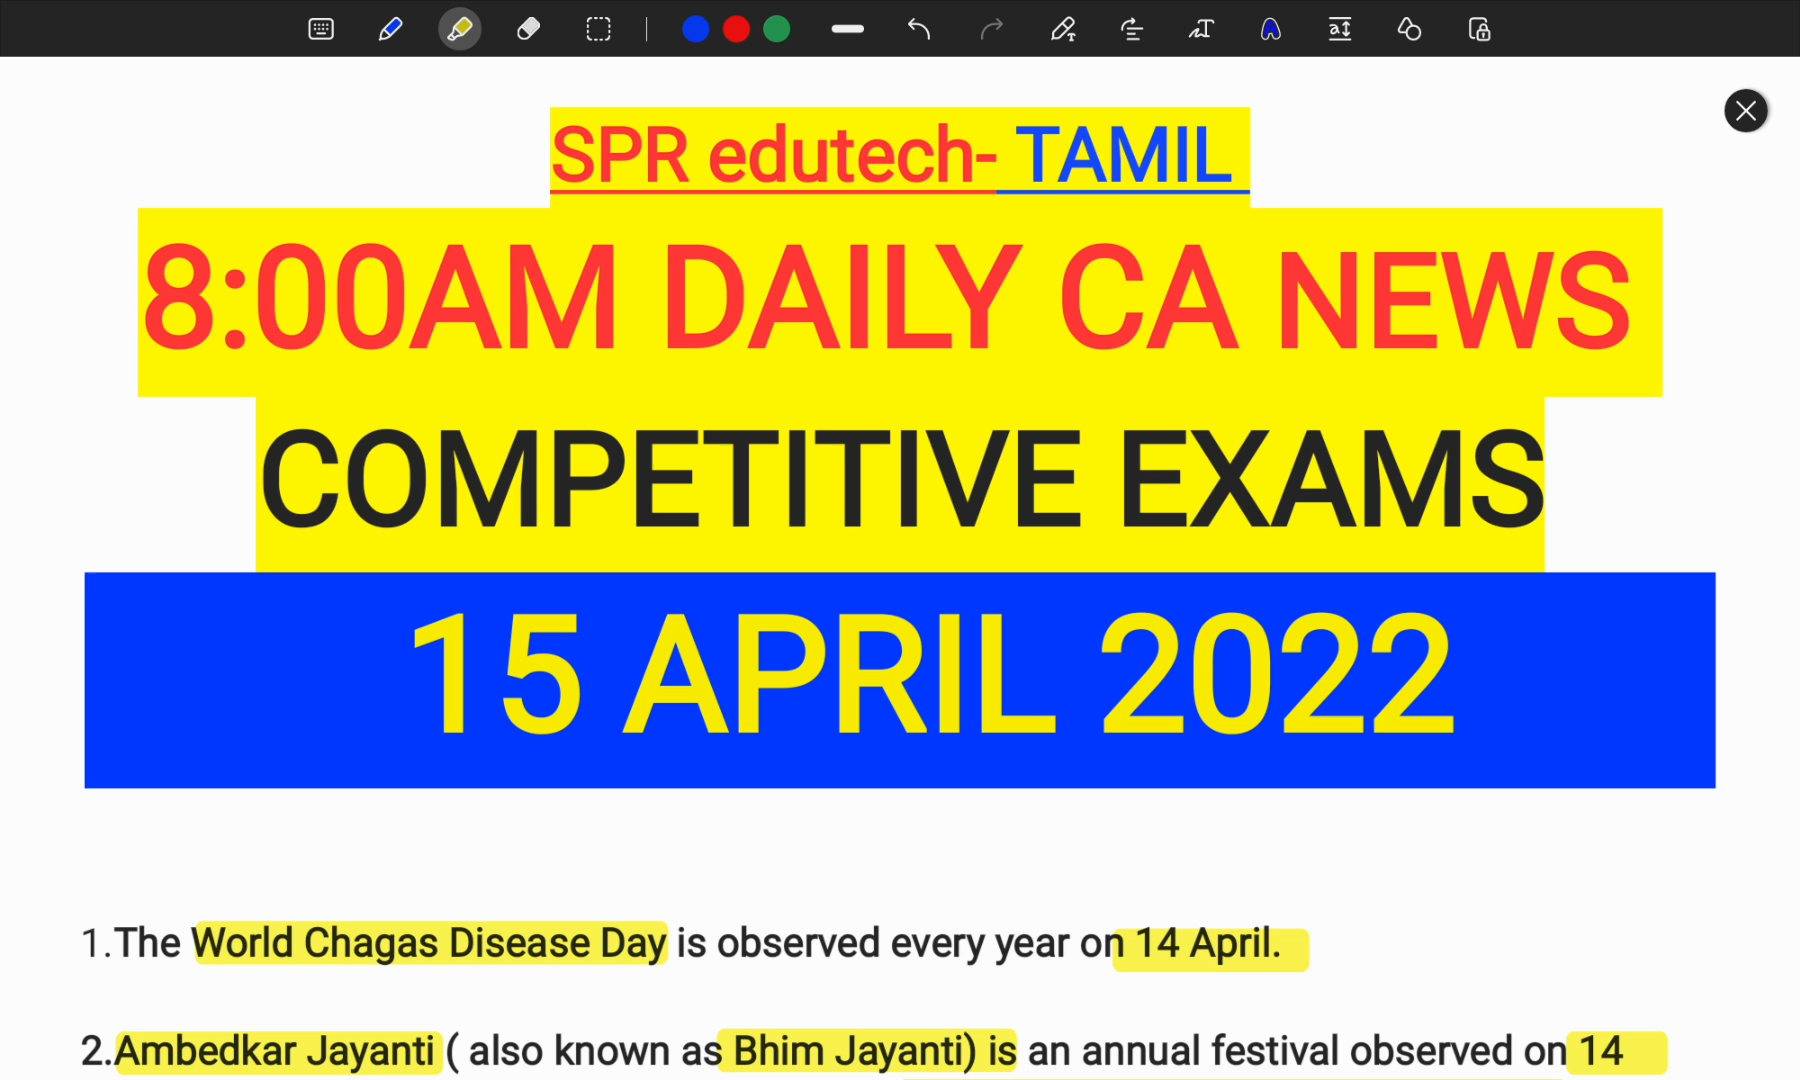 SPR edutech- TAMIL
8:00AM DAILY CA NEWS
COMPETITIVE EXAMS
15 APRIL 2022
1.The World Chagas Disease Day is observed every year on 14 April.
2.Ambedkar Jayanti ( also known as Bhim Jayanti) is an annual festival observed on 14